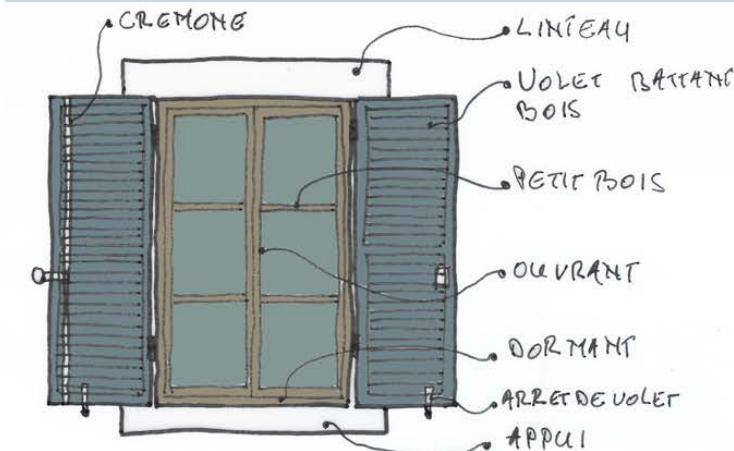 CREMONE
LINTEAU
VOLET BATTANT
BOIS
PETIT BOIS
OUVRANT
DORMANT
ARRET DE VOLET
APPUI